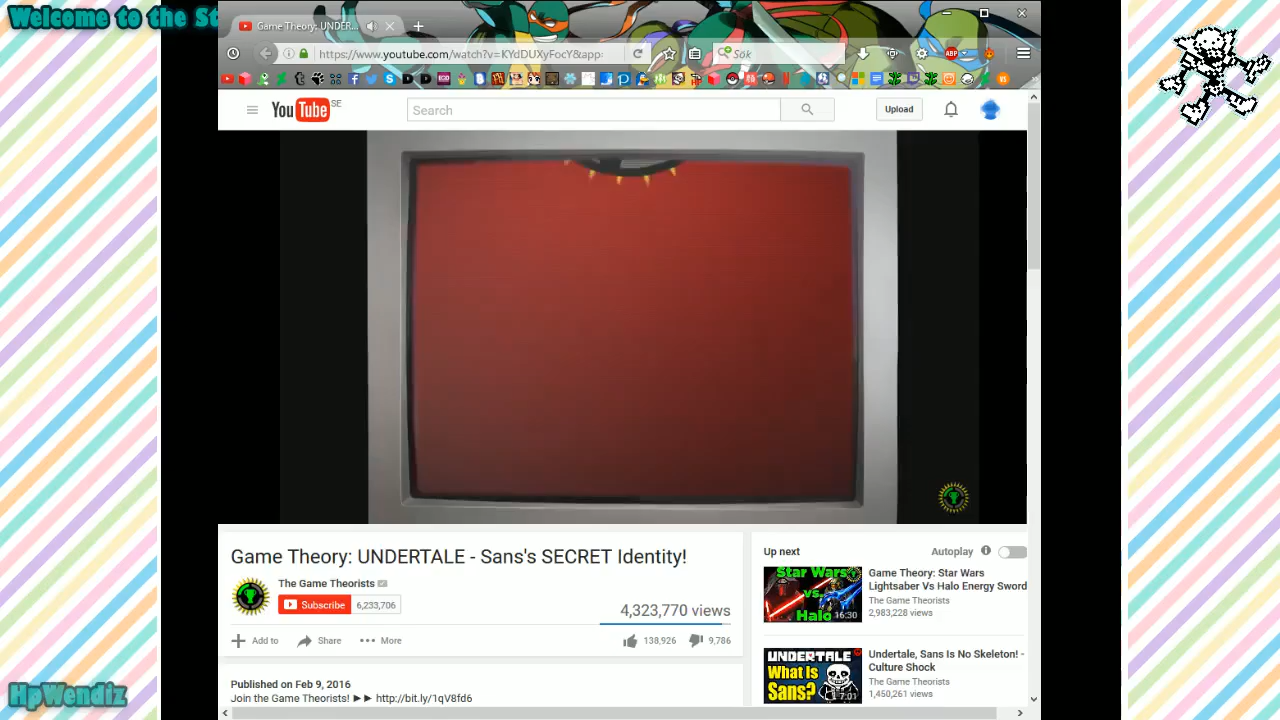 Welcome to the St
Game Theory: UNDER...
https://www.youtube.com/watch?v=KYdDUXyFocY&app:
Sök
ABP
YouTube SE
Search
Upload
Game Theory: UNDERTALE - Sans's SECRET Identity!
The Game Theorists
Subscribe 6,233,706
4,323,770 views
Add to Share More
138,926 9,786
Published on Feb 9, 2016
Join the Game Theorists! ►► http://bit.ly/1qV8fd6
Up next
Autoplay
Star Wars
vs.
Halo
16:30
Game Theory: Star Wars
Lightsaber Vs Halo Energy Sword
The Game Theorists
2,983,228 views
UNDERTALE
What is
Sans?
17:01
Undertale, Sans Is No Skeleton! -
Culture Shock
The Game Theorists
1,450,261 views
HpWendiz